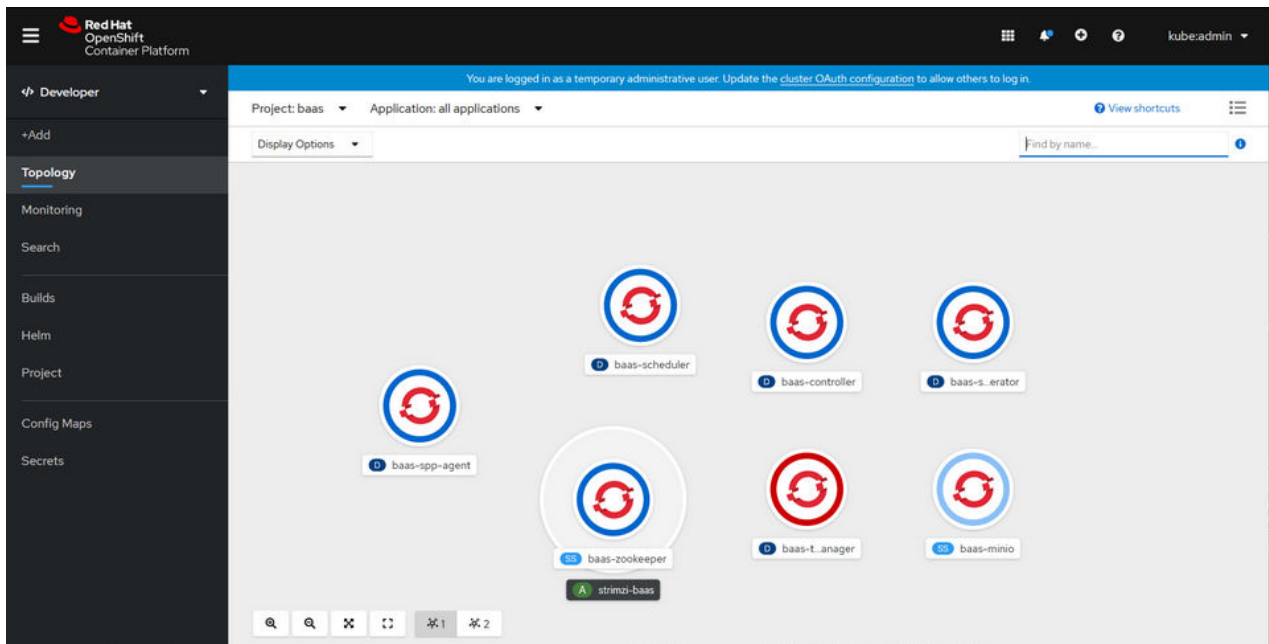 Red Hat
OpenShift
Container Platform
kube:admin
You are logged in as a temporary administrative user. Update the cluster OAuth configuration to allow others to log in.
</> Developer
Project: baas
Application: all applications
View shortcuts
+Add
Display Options
Find by name...
Topology
Monitoring
Search
Builds
Helm
Project
Config Maps
Secrets
D baas-scheduler
D baas-controller
D baas-s...erator
D baas-spp-agent
SS baas-zookeeper
D baas-t...anager
SS baas-minio
A strimzi-baas
1
2